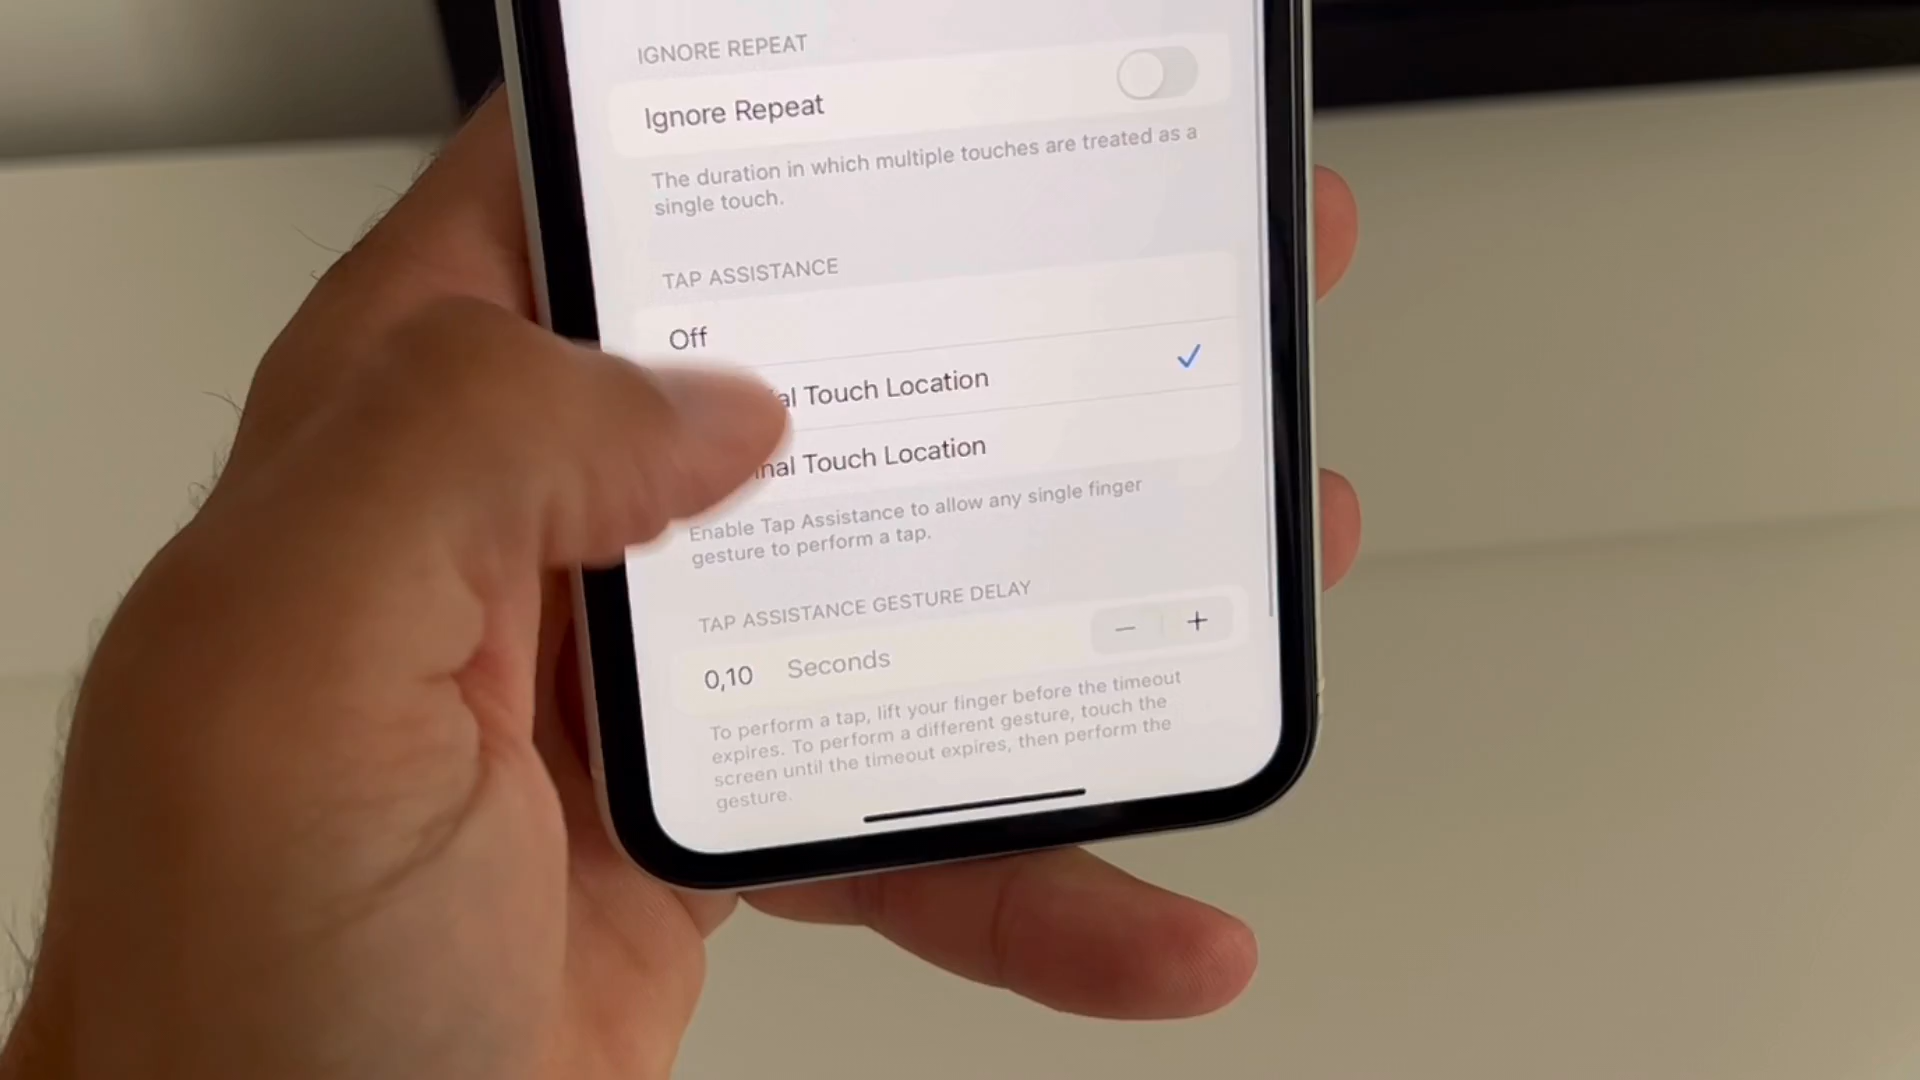 IGNORE REPEAT
Ignore Repeat
The duration in which multiple touches are treated as a
single touch.
TAP ASSISTANCE
Off
Touch Location
Touch Location
Enable Tap Assistance to allow any single finger
gesture to perform a tap.
TAP ASSISTANCE GESTURE DELAY
0,10 Seconds
− +
To perform a tap, lift your finger before the timeout
expires. To perform a different gesture, touch the
screen until the timeout expires, then perform the
gesture.